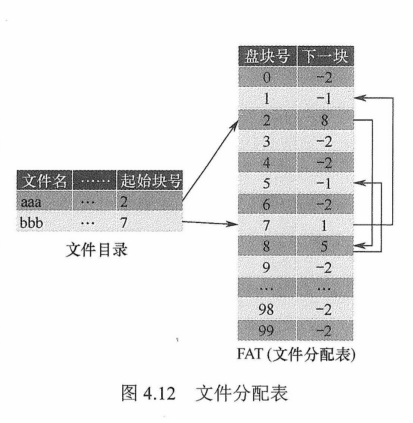 盘块号 下一块
0 -2
1 -1
2 8
3 -2
4 -2
5 -1
6 -2
7 1
8 5
9 -2
... ...
98 -2
99 -2
FAT (文件分配表)
文件名 …… 起始块号
aaa … 2
bbb … 7
文件目录
图 4.12 文件分配表